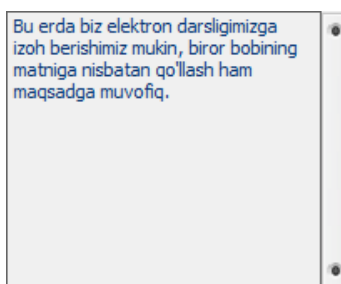 Bu erda biz elektron darsligimizga
izoh berishimiz mukin, biror bobining
matniga nisbatan qo'llash ham
maqsadga muvofiq.